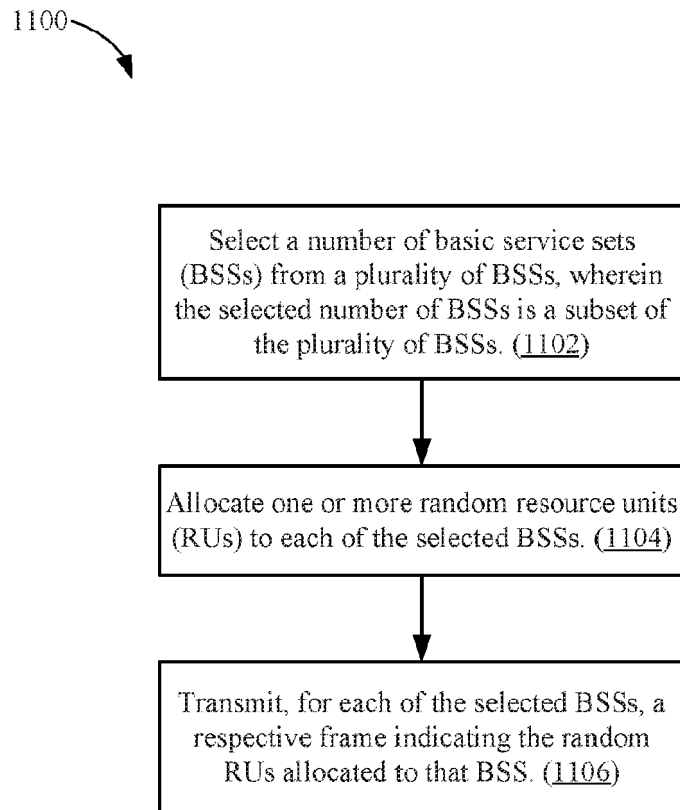 1100
Select a number of basic service sets
(BSSs) from a plurality of BSSs, wherein
the selected number of BSSs is a subset of
the plurality of BSSs. (1102)
Allocate one or more random resource units
(RUs) to each of the selected BSSs. (1104)
Transmit, for each of the selected BSSs, a
respective frame indicating the random
RUs allocated to that BSS. (1106)